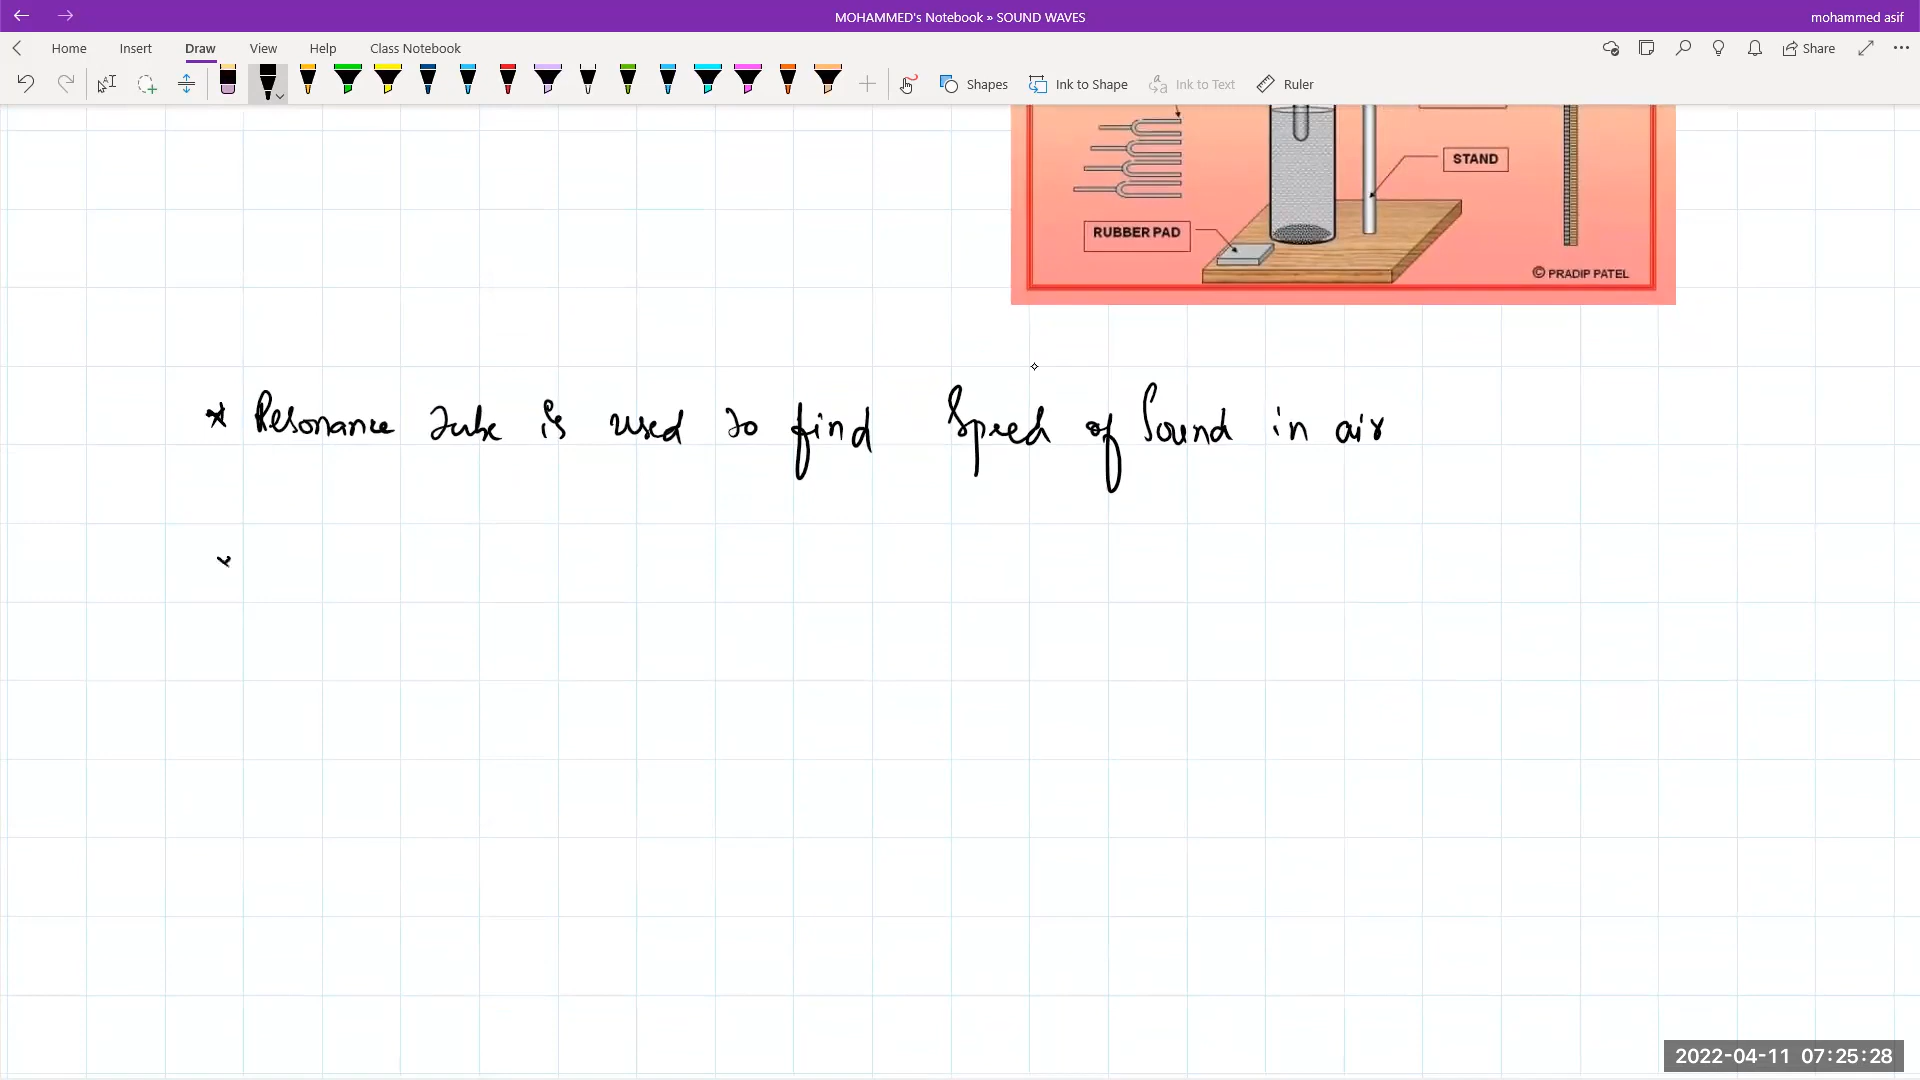 MOHAMMED's Notebook » SOUND WAVES
mohammed asif
Home Insert Draw View Help Class Notebook
Share
Shapes Ink to Shape Ink to Text Ruler
STAND
RUBBER PAD
© PRADIP PATEL
* Resonance tube is used to find Speed of Sound in air
2022-04-11 07:25:28